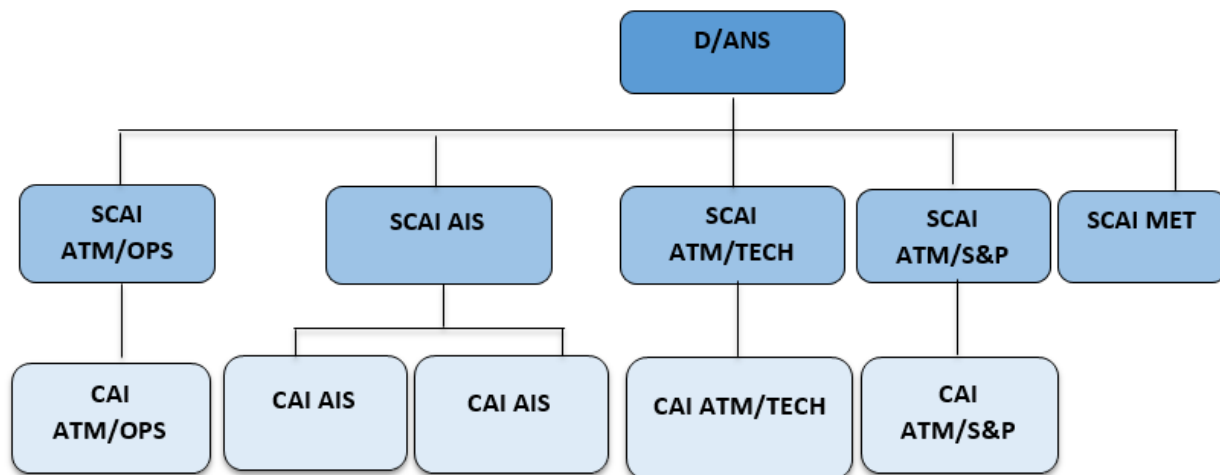 D/ANS
SCAI
ATM/OPS
SCAI AIS
SCAI
ATM/TECH
SCAI
ATM/S&P
SCAI MET
CAI
ATM/OPS
CAI AIS
CAI AIS
CAI ATM/TECH
CAI
ATM/S&P